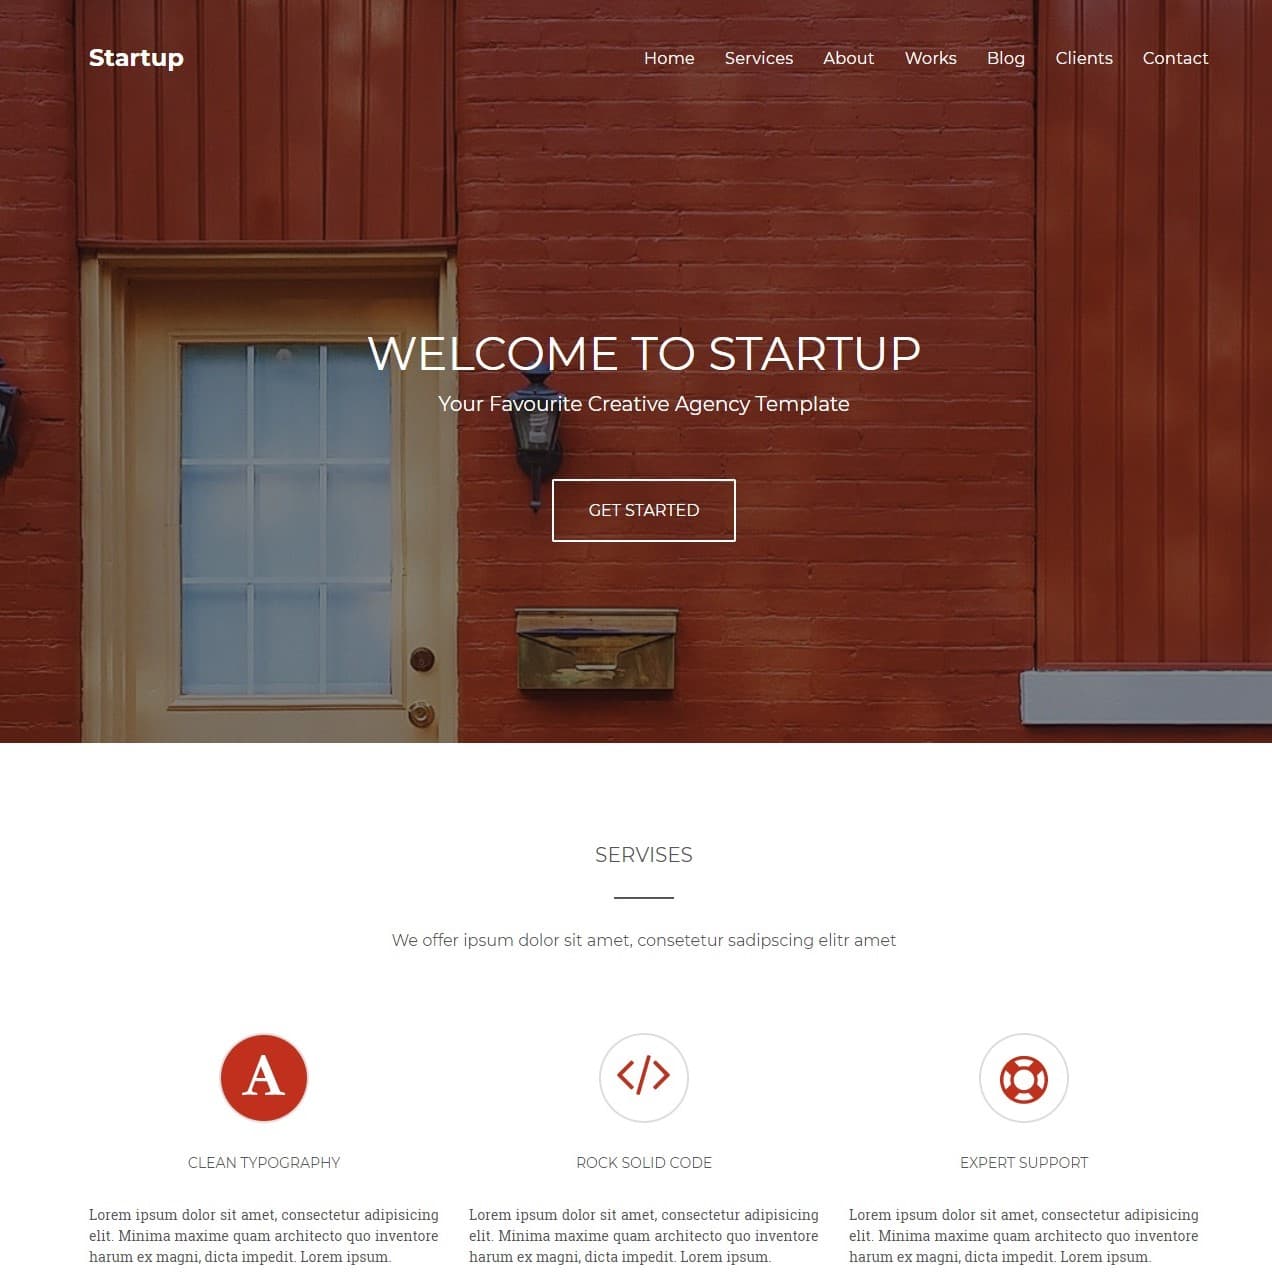 Startup Home Services About Works Blog Clients Contact
WELCOME TO STARTUP
Your Favourite Creative Agency Template
GET STARTED
SERVISES
We offer ipsum dolor sit amet, consetetur sadipscing elitr amet
A
CLEAN TYPOGRAPHY
Lorem ipsum dolor sit amet, consectetur adipisicing
elit. Minima maxime quam architecto quo inventore
harum ex magni, dicta impedit. Lorem ipsum.
</>
ROCK SOLID CODE
Lorem ipsum dolor sit amet, consectetur adipisicing
elit. Minima maxime quam architecto quo inventore
harum ex magni, dicta impedit. Lorem ipsum.
EXPERT SUPPORT
Lorem ipsum dolor sit amet, consectetur adipisicing
elit. Minima maxime quam architecto quo inventore
harum ex magni, dicta impedit. Lorem ipsum.